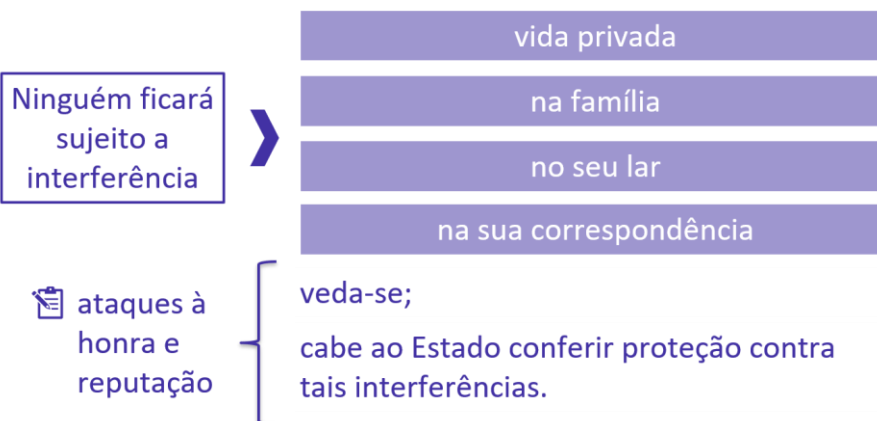 Ninguém ficará
sujeito a
interferência
vida privada
na família
no seu lar
na sua correspondência
ataques à
honra e
reputação
veda-se;
cabe ao Estado conferir proteção contra
tais interferências.